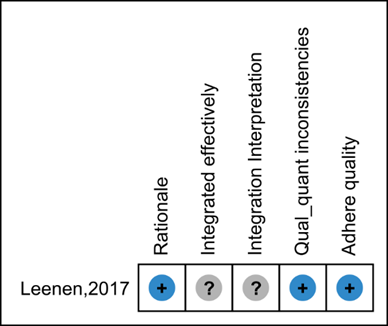 Rationale
Integrated effectively
Integration Interpretation
Qual_quant inconsistencies
Adhere quality
Leenen,2017 + ? ? + +